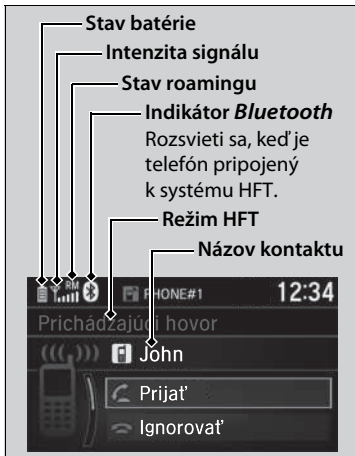 Stav batérie
Intenzita signálu
Stav roamingu
Indikátor Bluetooth
Rozsvieti sa, keď je
telefón pripojený
k systému HFT.
Režim HFT
Názov kontaktu
RM
PHONE#1
12:34
Prichádzajúci hovor
John
Prijať
Ignorovať